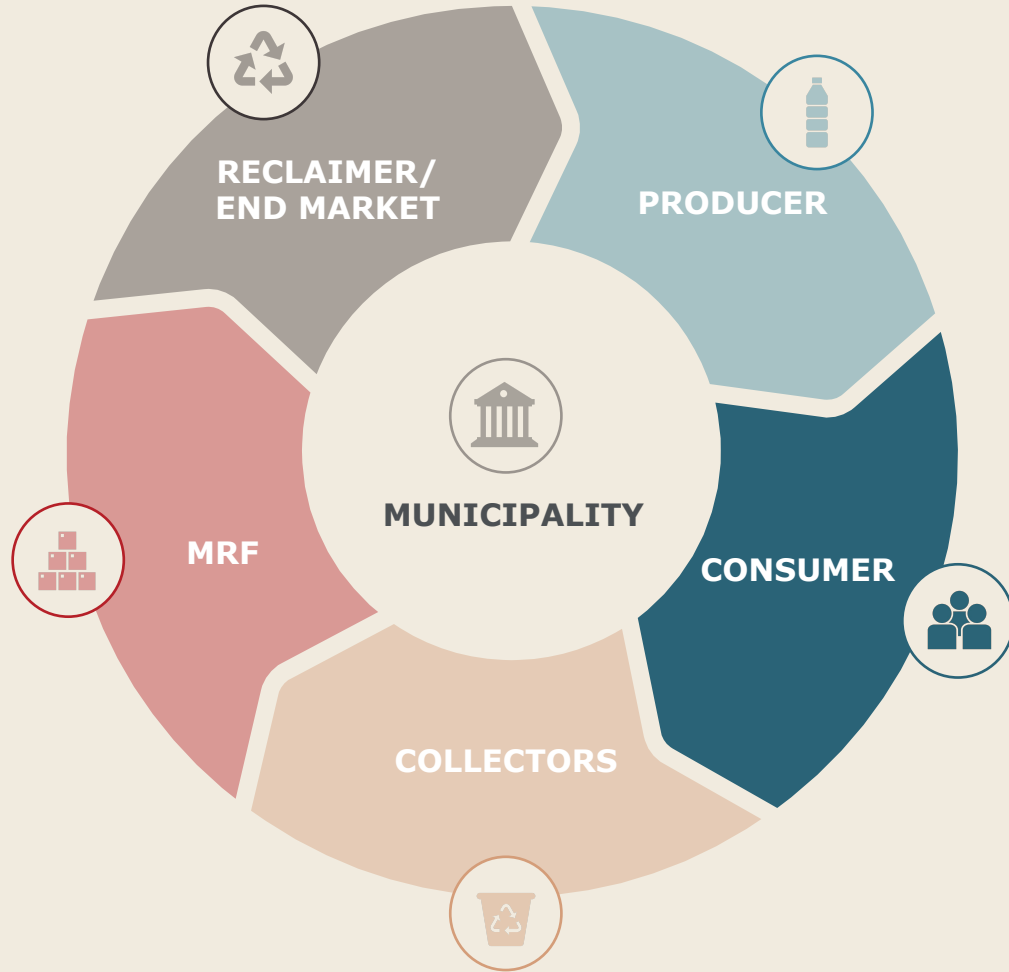 RECLAIMER/
END MARKET
PRODUCER
MUNICIPALITY
MRF
CONSUMER
COLLECTORS